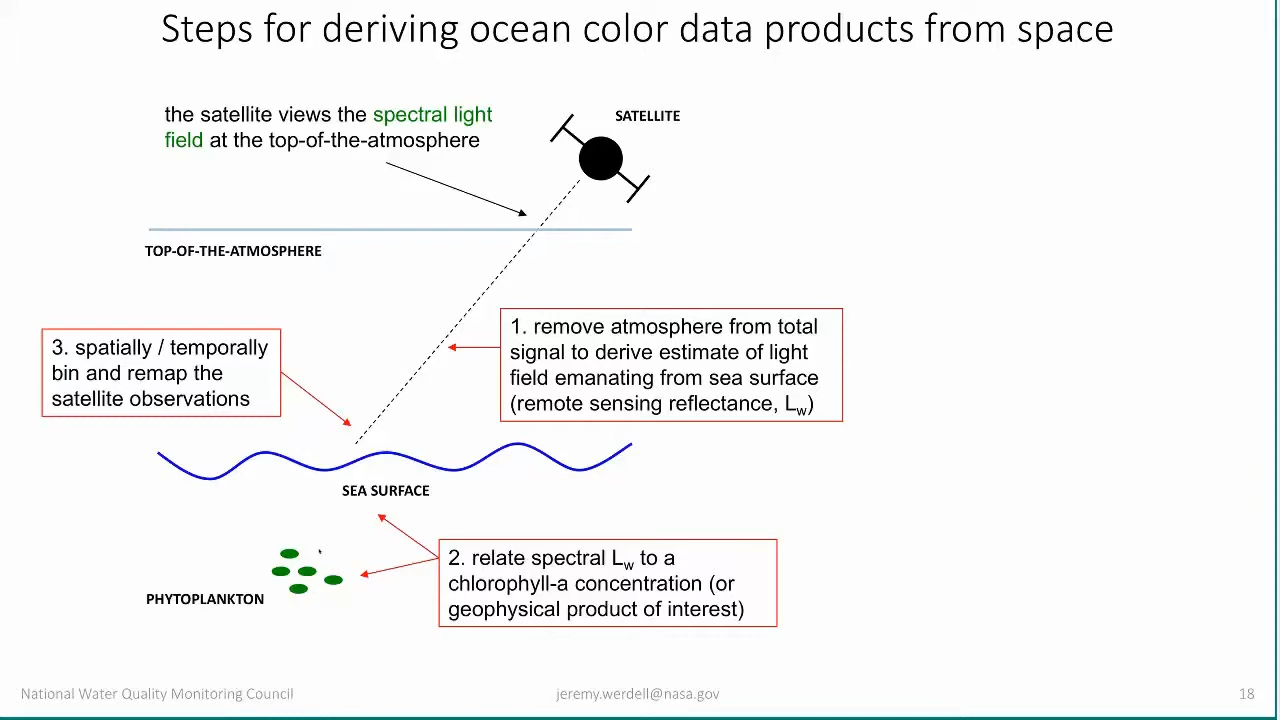 Steps for deriving ocean color data products from space
the satellite views the spectral light
field at the top-of-the-atmosphere
SATELLITE
TOP-OF-THE-ATMOSPHERE
1. remove atmosphere from total
signal to derive estimate of light
field emanating from sea surface
(remote sensing reflectance, Lw)
3. spatially / temporally
bin and remap the
satellite observations
SEA SURFACE
2. relate spectral Lw to a
chlorophyll-a concentration (or
geophysical product of interest)
PHYTOPLANKTON
National Water Quality Monitoring Council
jeremy.werdell@nasa.gov
18